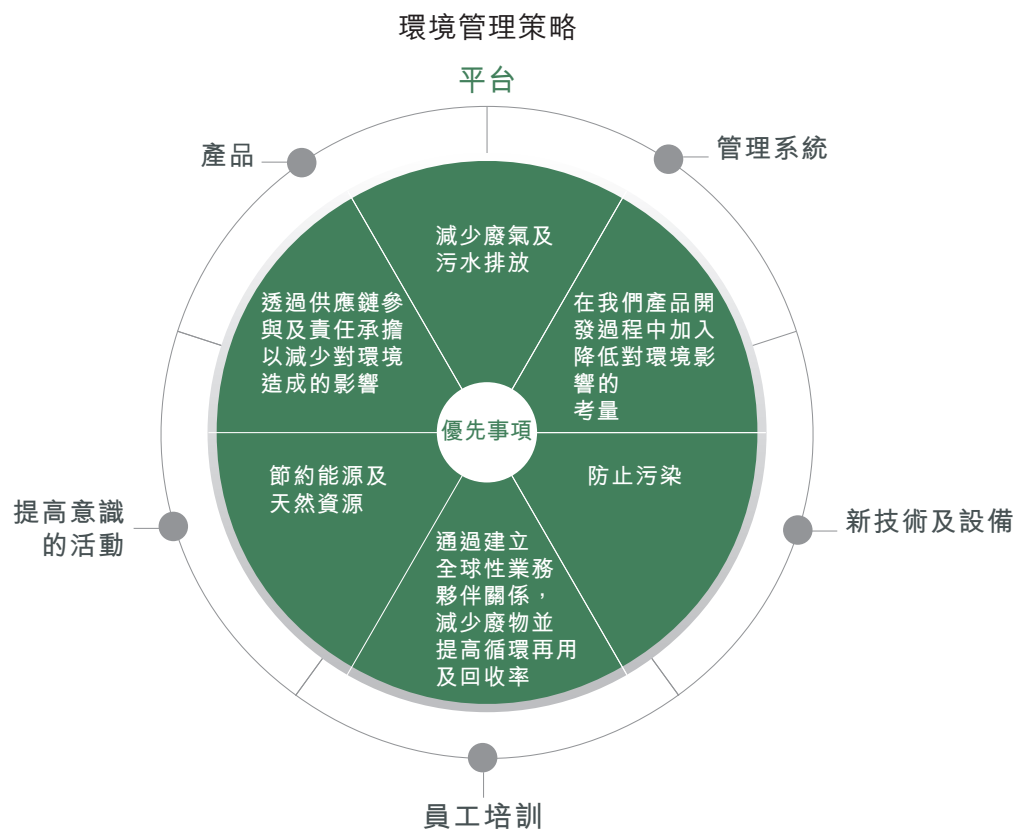 環境管理策略
平台
產品
管理系統
減少廢氣及
污水排放
透過供應鏈參
與及責任承擔
以減少對環境
造成的影響
在我們產品開
發過程中加入
降低對環境影
響的
考量
優先事項
節約能源及
天然資源
防止污染
提高意識
的活動
新技術及設備
通過建立
全球性業務
夥伴關係，
減少廢物並
提高循環再用
及回收率
員工培訓